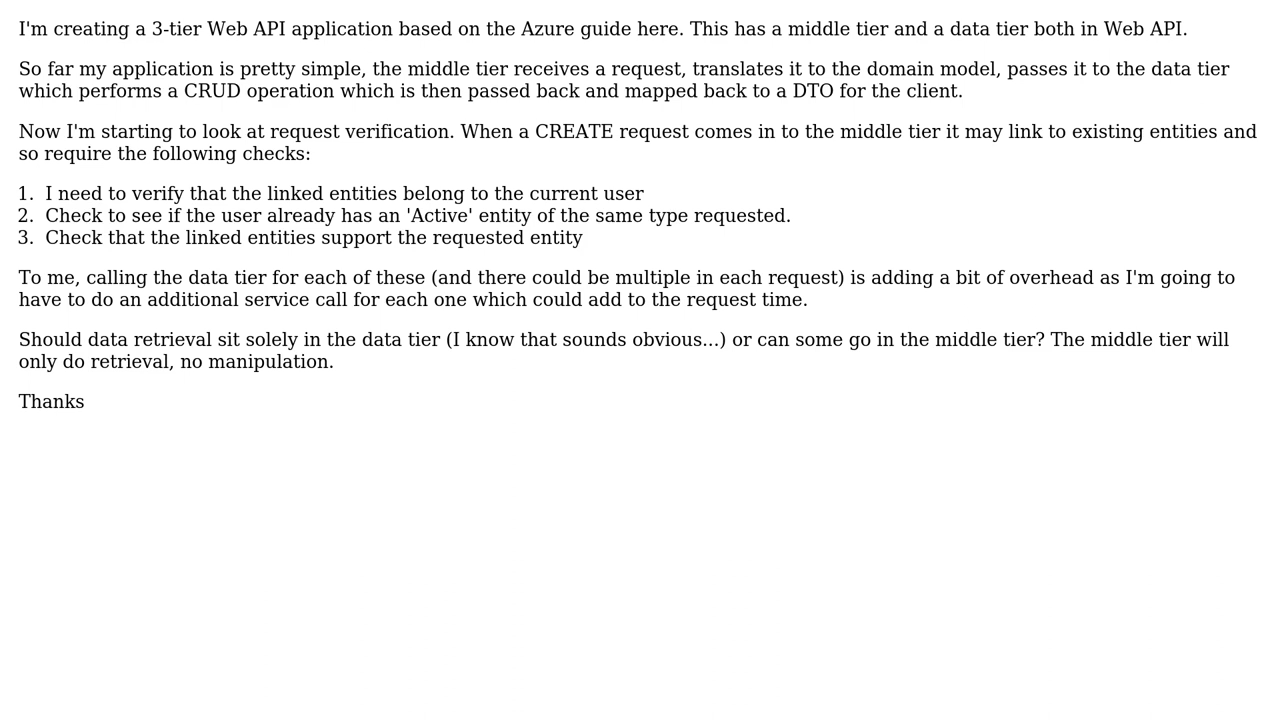 I'm creating a 3-tier Web API application based on the Azure guide here. This has a middle tier and a data tier both in Web API.
So far my application is pretty simple, the middle tier receives a request, translates it to the domain model, passes it to the data tier
which performs a CRUD operation which is then passed back and mapped back to a DTO for the client.
Now I'm starting to look at request verification. When a CREATE request comes in to the middle tier it may link to existing entities and
so require the following checks:
1. I need to verify that the linked entities belong to the current user
2. Check to see if the user already has an 'Active' entity of the same type requested.
3. Check that the linked entities support the requested entity
To me, calling the data tier for each of these (and there could be multiple in each request) is adding a bit of overhead as I'm going to
have to do an additional service call for each one which could add to the request time.
Should data retrieval sit solely in the data tier (I know that sounds obvious...) or can some go in the middle tier? The middle tier will
only do retrieval, no manipulation.
Thanks